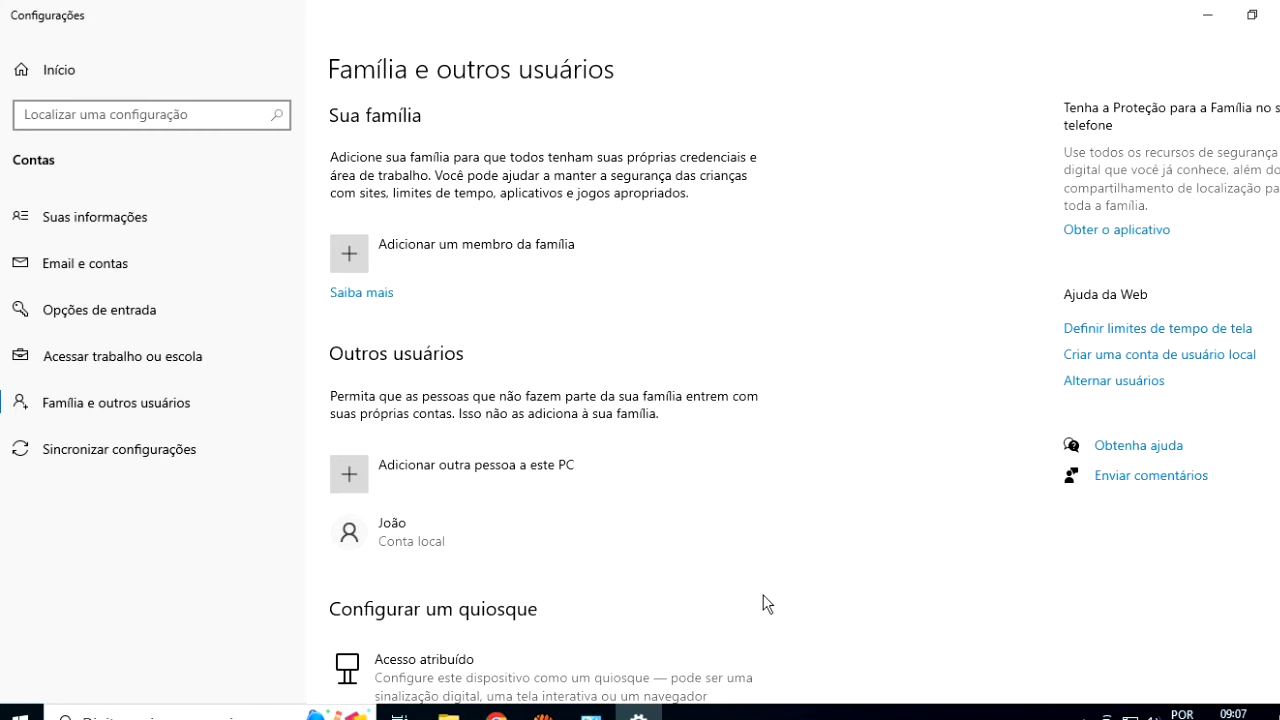 Configurações
Início
Localizar uma configuração
Contas
Suas informações
Email e contas
Opções de entrada
Acessar trabalho ou escola
Família e outros usuários
Sincronizar configurações
Família e outros usuários
Sua família
Adicione sua família para que todos tenham suas próprias credenciais e
área de trabalho. Você pode ajudar a manter a segurança das crianças
com sites, limites de tempo, aplicativos e jogos apropriados.
Adicionar um membro da família
Saiba mais
Outros usuários
Permita que as pessoas que não fazem parte da sua família entrem com
suas próprias contas. Isso não as adiciona à sua família.
Adicionar outra pessoa a este PC
João
Conta local
Configurar um quiosque
Acesso atribuído
Configure este dispositivo como um quiosque — pode ser uma
sinalização digital, uma tela interativa ou um navegador
Tenha a Proteção para a Família no s
telefone
Use todos os recursos de segurança
digital que você já conhece, além do
compartilhamento de localização pa
toda a família.
Obter o aplicativo
Ajuda da Web
Definir limites de tempo de tela
Criar uma conta de usuário local
Alternar usuários
Obtenha ajuda
Enviar comentários
POR
09:07